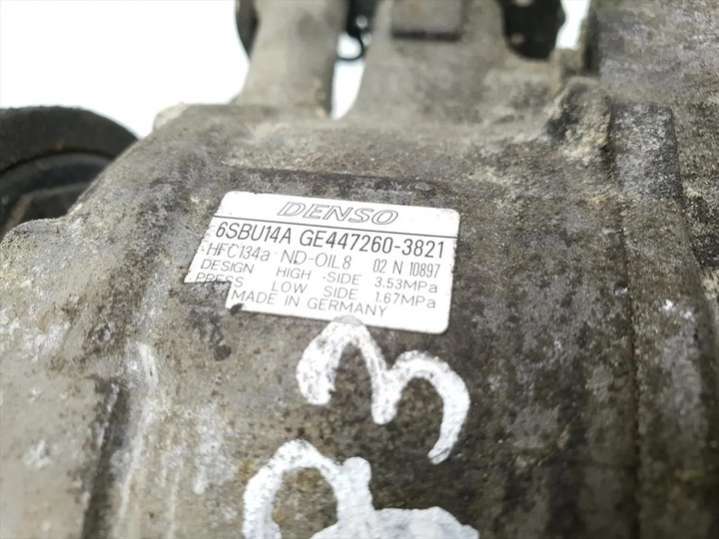 DENSO
6SBU14A GE447260-3821
HFC134a ND-OIL8 02 N 10897
DESIGN HIGH -SIDE 3.53MPa
PRESS LOW SIDE 1.67MPa
MADE IN GERMANY
3